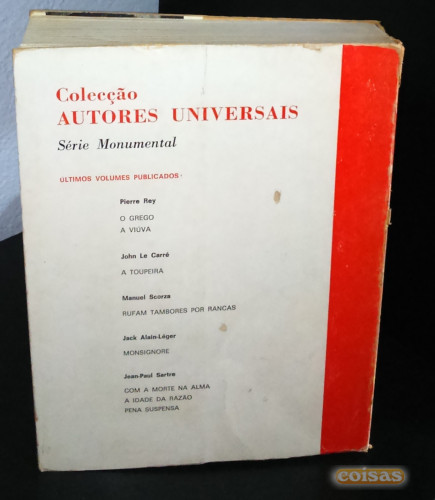 Colecção
AUTORES UNIVERSAIS
Série Monumental
ÚLTIMOS VOLUMES PUBLICADOS:
Pierre Rey
O GREGO
A VIÚVA
John Le Carré
A TOUPEIRA
Manuel Scorza
RUFAM TAMBORES POR RANCAS
Jack Alain-Léger
MONSIGNORE
Jean-Paul Sartre
COM A MORTE NA ALMA
A IDADE DA RAZÃO
PENA SUSPENSA
coisas